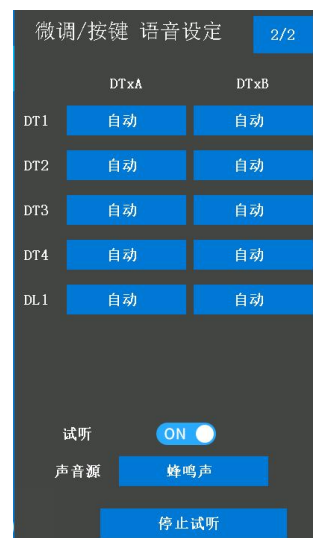 微调/按键 语音设定 2/2
DTxA DTxB
DT1 自动 自动
DT2 自动 自动
DT3 自动 自动
DT4 自动 自动
DL1 自动 自动
试听 ON
声音源 蜂鸣声
停止试听